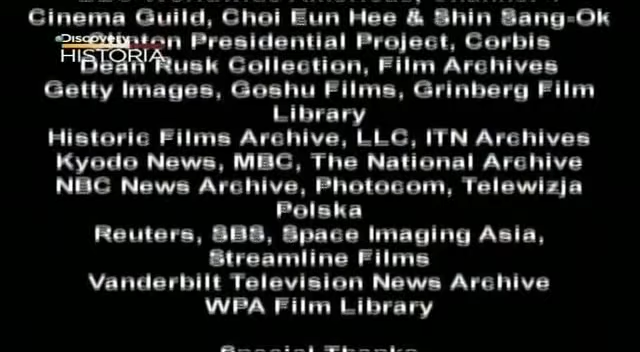 Cinema Guild, Choi Eun Hee & Shin Sang-Ok
Discovery
HISTORIA
Presidential Project, Corbis
Dean Rusk Collection, Film Archives
Getty Images, Goshu Films, Grinberg Film
Library
Historic Films Archive, LLC, ITN Archives
Kyodo News, MBC, The National Archive
NBC News Archive, Photocom, Telewizja
Polska
Reuters, SBS, Space Imaging Asia,
Streamline Films
Vanderbilt Television News Archive
WPA Film Library
Special Thanks